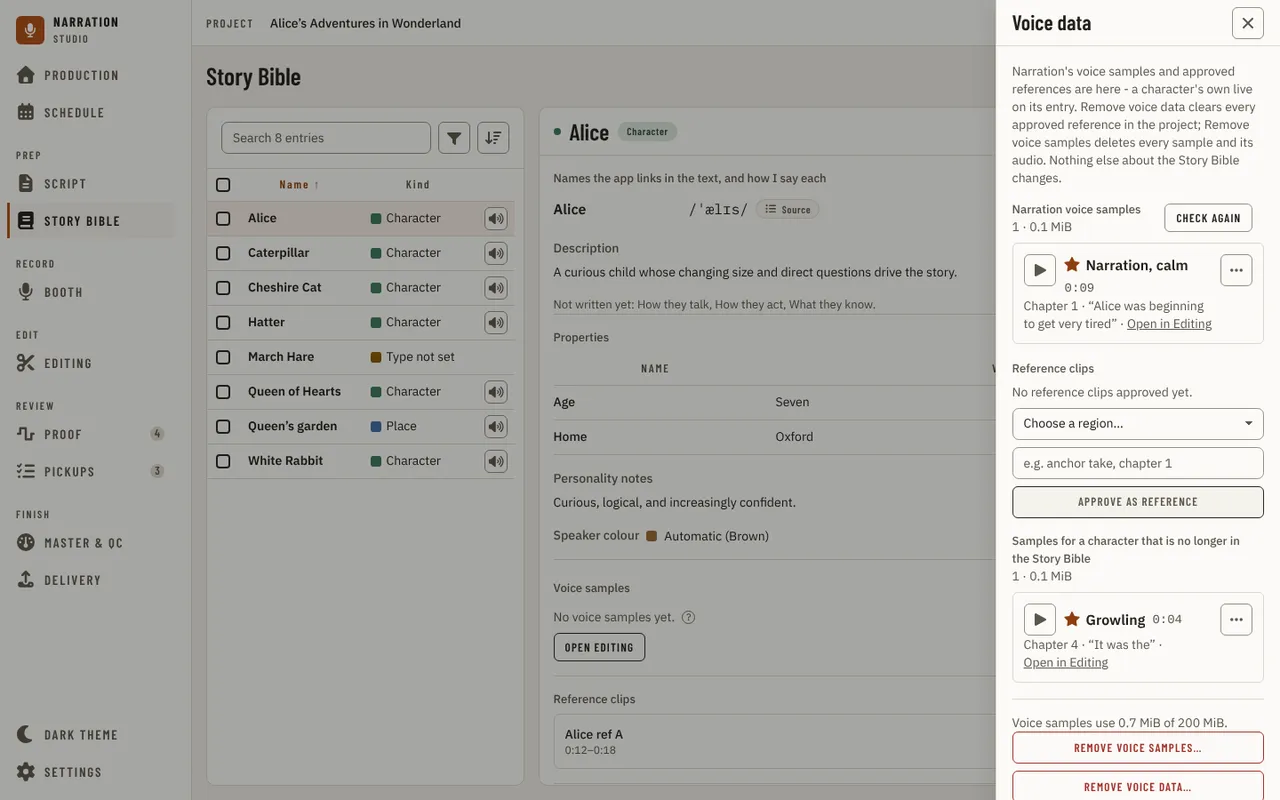 NARRATION
STUDIO
PRODUCTION
SCHEDULE
PREP
SCRIPT
STORY BIBLE
RECORD
BOOTH
EDIT
EDITING
REVIEW
PROOF 4
PICKUPS 3
FINISH
MASTER & QC
DELIVERY
DARK THEME
SETTINGS
PROJECT Alice’s Adventures in Wonderland
Story Bible
Search 8 entries
Name ↑ Kind
Alice Character
Caterpillar Character
Cheshire Cat Character
Hatter Character
March Hare Type not set
Queen of Hearts Character
Queen’s garden Place
White Rabbit Character
Alice Character
Names the app links in the text, and how I say each
Alice /ˈælɪs/ Source
Description
A curious child whose changing size and direct questions drive the story.
Not written yet: How they talk, How they act, What they know.
Properties
NAME
Age Seven
Home Oxford
Personality notes
Curious, logical, and increasingly confident.
Speaker colour Automatic (Brown)
Voice samples
No voice samples yet. ?
OPEN EDITING
Reference clips
Alice ref A
0:12–0:18
Voice data
Narration's voice samples and approved
references are here - a character's own live
on its entry. Remove voice data clears every
approved reference in the project; Remove
voice samples deletes every sample and its
audio. Nothing else about the Story Bible
changes.
Narration voice samples
1 · 0.1 MiB
CHECK AGAIN
Narration, calm
0:09
Chapter 1 · “Alice was beginning
to get very tired” · Open in Editing
Reference clips
No reference clips approved yet.
Choose a region...
e.g. anchor take, chapter 1
APPROVE AS REFERENCE
Samples for a character that is no longer in
the Story Bible
1 · 0.1 MiB
Growling 0:04
Chapter 4 · “It was the” ·
Open in Editing
Voice samples use 0.7 MiB of 200 MiB.
REMOVE VOICE SAMPLES...
REMOVE VOICE DATA...